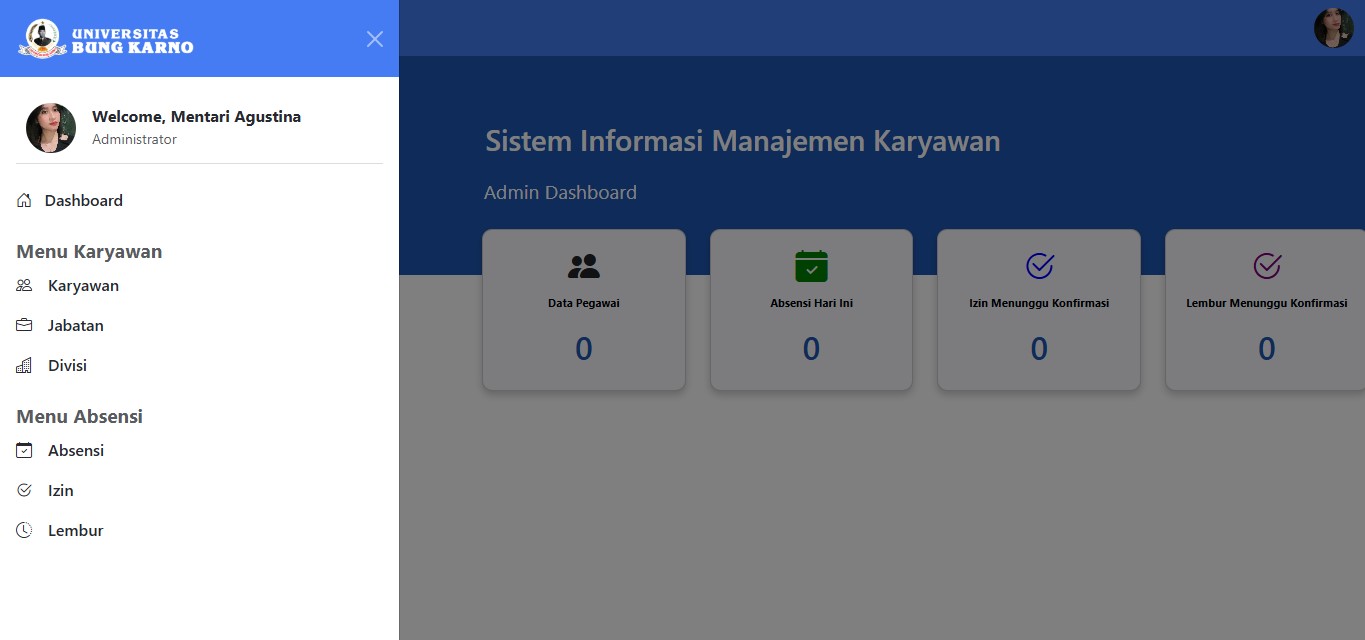 UNIVERSITAS
BUNG KARNO
Welcome, Mentari Agustina
Administrator
Dashboard
Menu Karyawan
Karyawan
Jabatan
Divisi
Menu Absensi
Absensi
Izin
Lembur
Sistem Informasi Manajemen Karyawan
Admin Dashboard
Data Pegawai
0
Absensi Hari Ini
0
Izin Menunggu Konfirmasi
0
Lembur Menunggu Konfirmasi
0